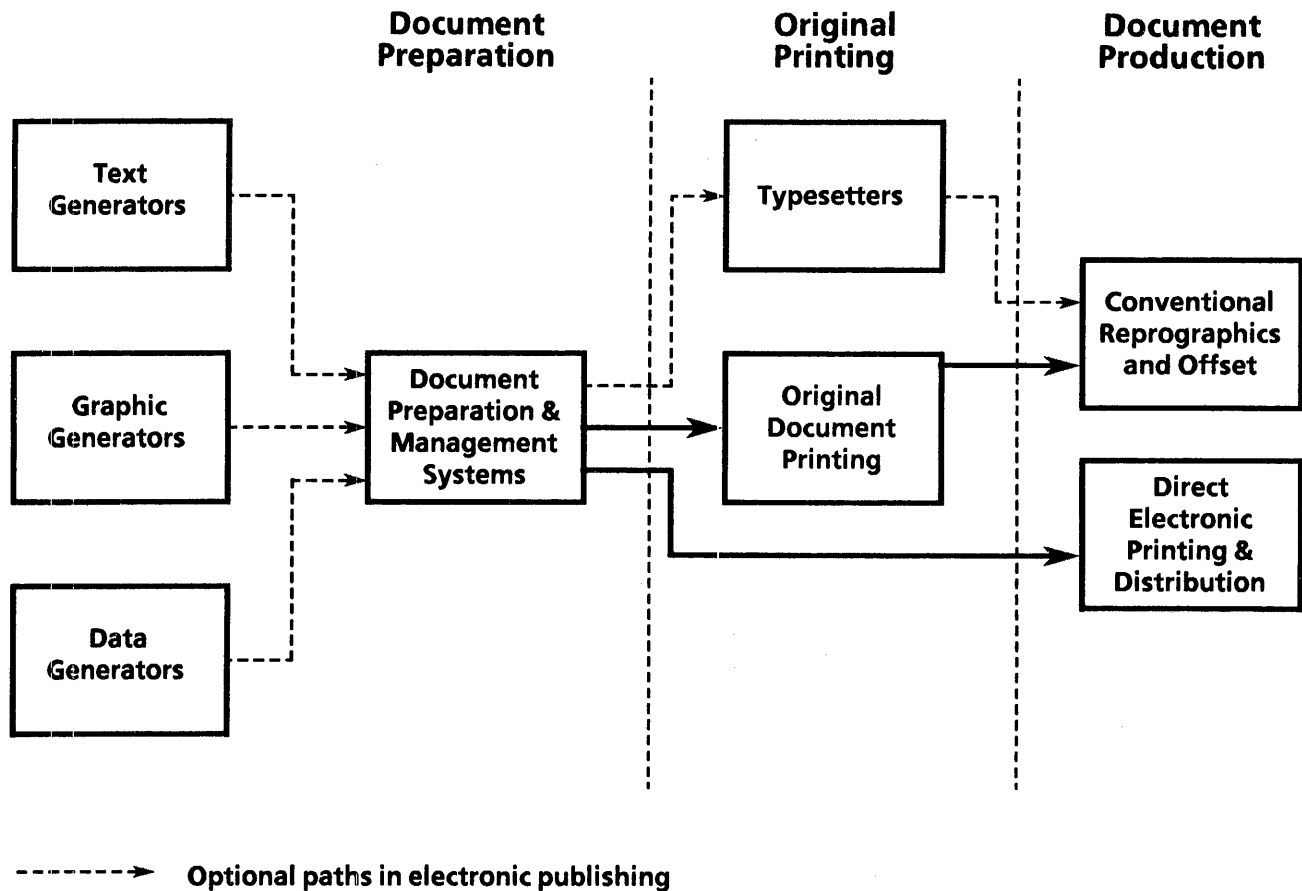 Document
Preparation
Original
Printing
Document
Production
Text
Generators
Typesetters
Conventional
Reprographics
and Offset
Graphic
Generators
Document
Preparation &
Management
Systems
Original
Document
Printing
Direct
Electronic
Printing &
Distribution
Data
Generators
Optional paths in electronic publishing